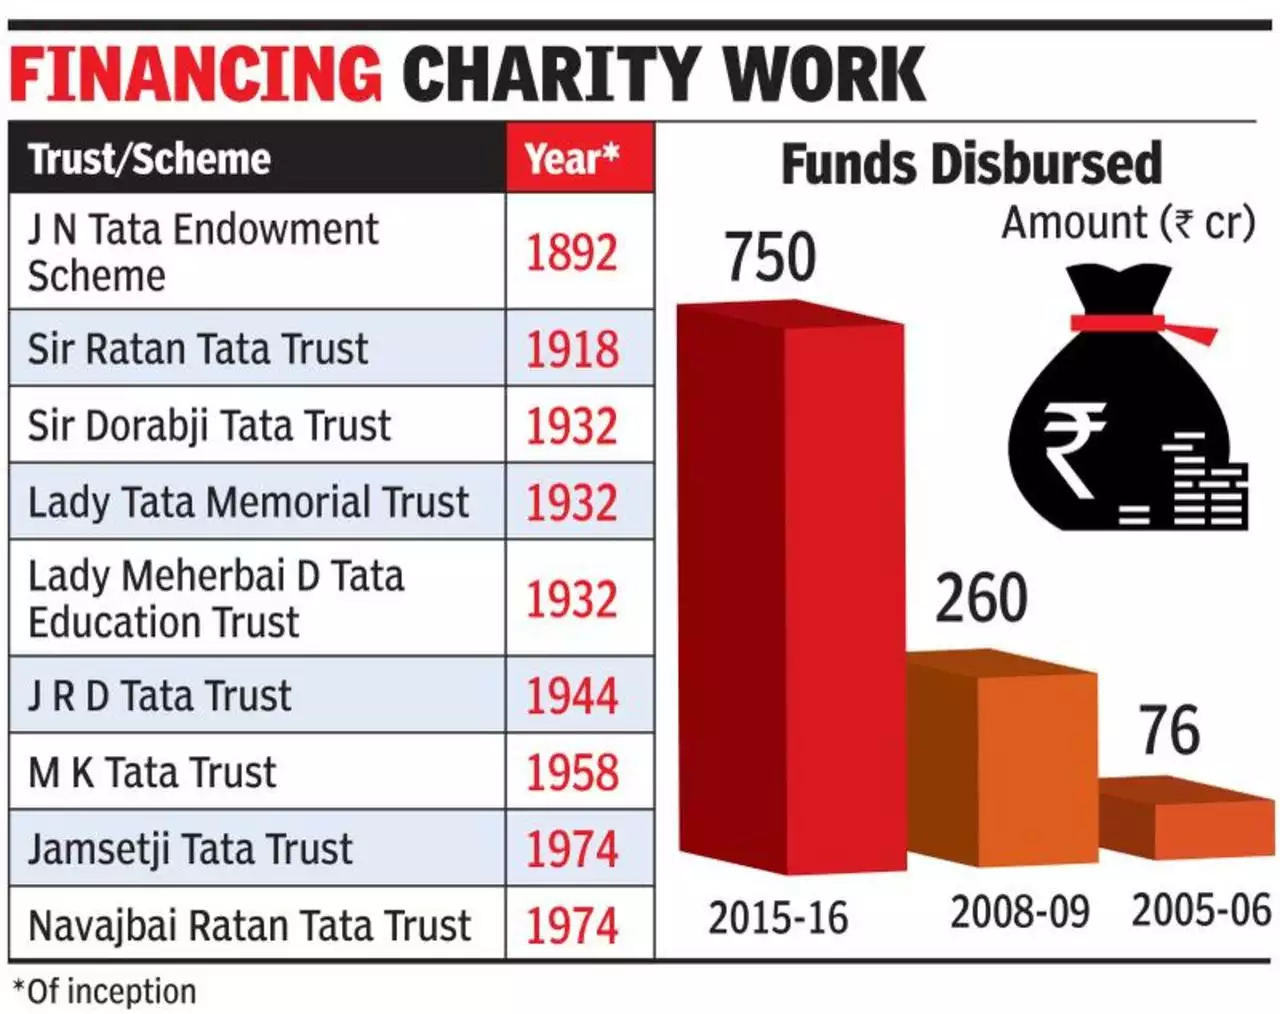 FINANCING CHARITY WORK
Trust/Scheme Year*
J N Tata Endowment
Scheme 1892
Sir Ratan Tata Trust 1918
Sir Dorabji Tata Trust 1932
Lady Tata Memorial Trust 1932
Lady Meherbai D Tata
Education Trust 1932
J R D Tata Trust 1944
M K Tata Trust 1958
Jamsetji Tata Trust 1974
Navajbai Ratan Tata Trust 1974
*Of inception
Funds Disbursed
Amount (₹ cr)
750
₹
260
76
2015-16 2008-09 2005-06